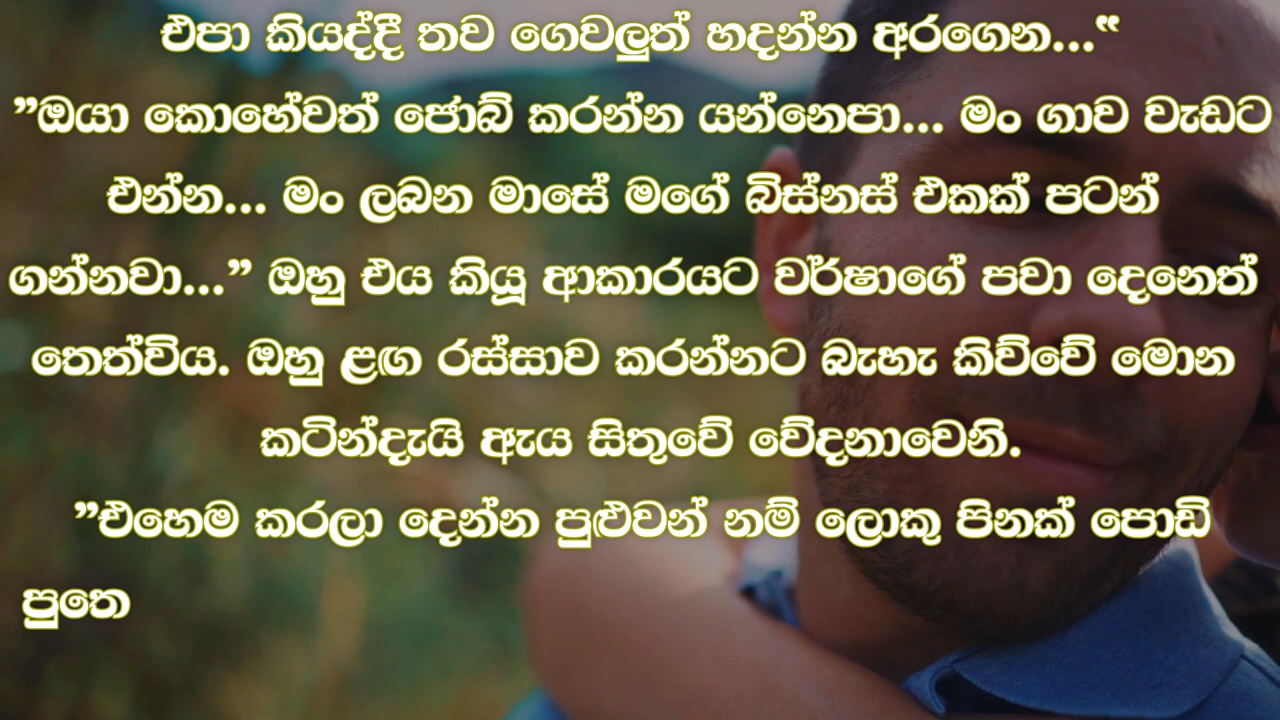 එපා කියද්දී තව ගෙවලුත් හදන්න අරගෙන...“
”ඔයා කොහේවත් ජොබ් කරන්න යන්නෙපා... මං ගාව වැඩට
එන්න... මං ලබන මාසේ මගේ බිස්නස් එකක් පටන්
ගන්නවා...” ඔහු එය කියූ ආකාරයට වර්ෂාගේ පවා දෙනෙත්
තෙත්විය. ඔහු ළඟ රස්සාව කරන්නට බැහැ කිව්වේ මොන
කටින්දැයි ඇය සිතුවේ වේදනාවෙනි.
”එහෙම කරලා දෙන්න පුළුවන් නම් ලොකු පිනක් පොඩි
පුතෙ